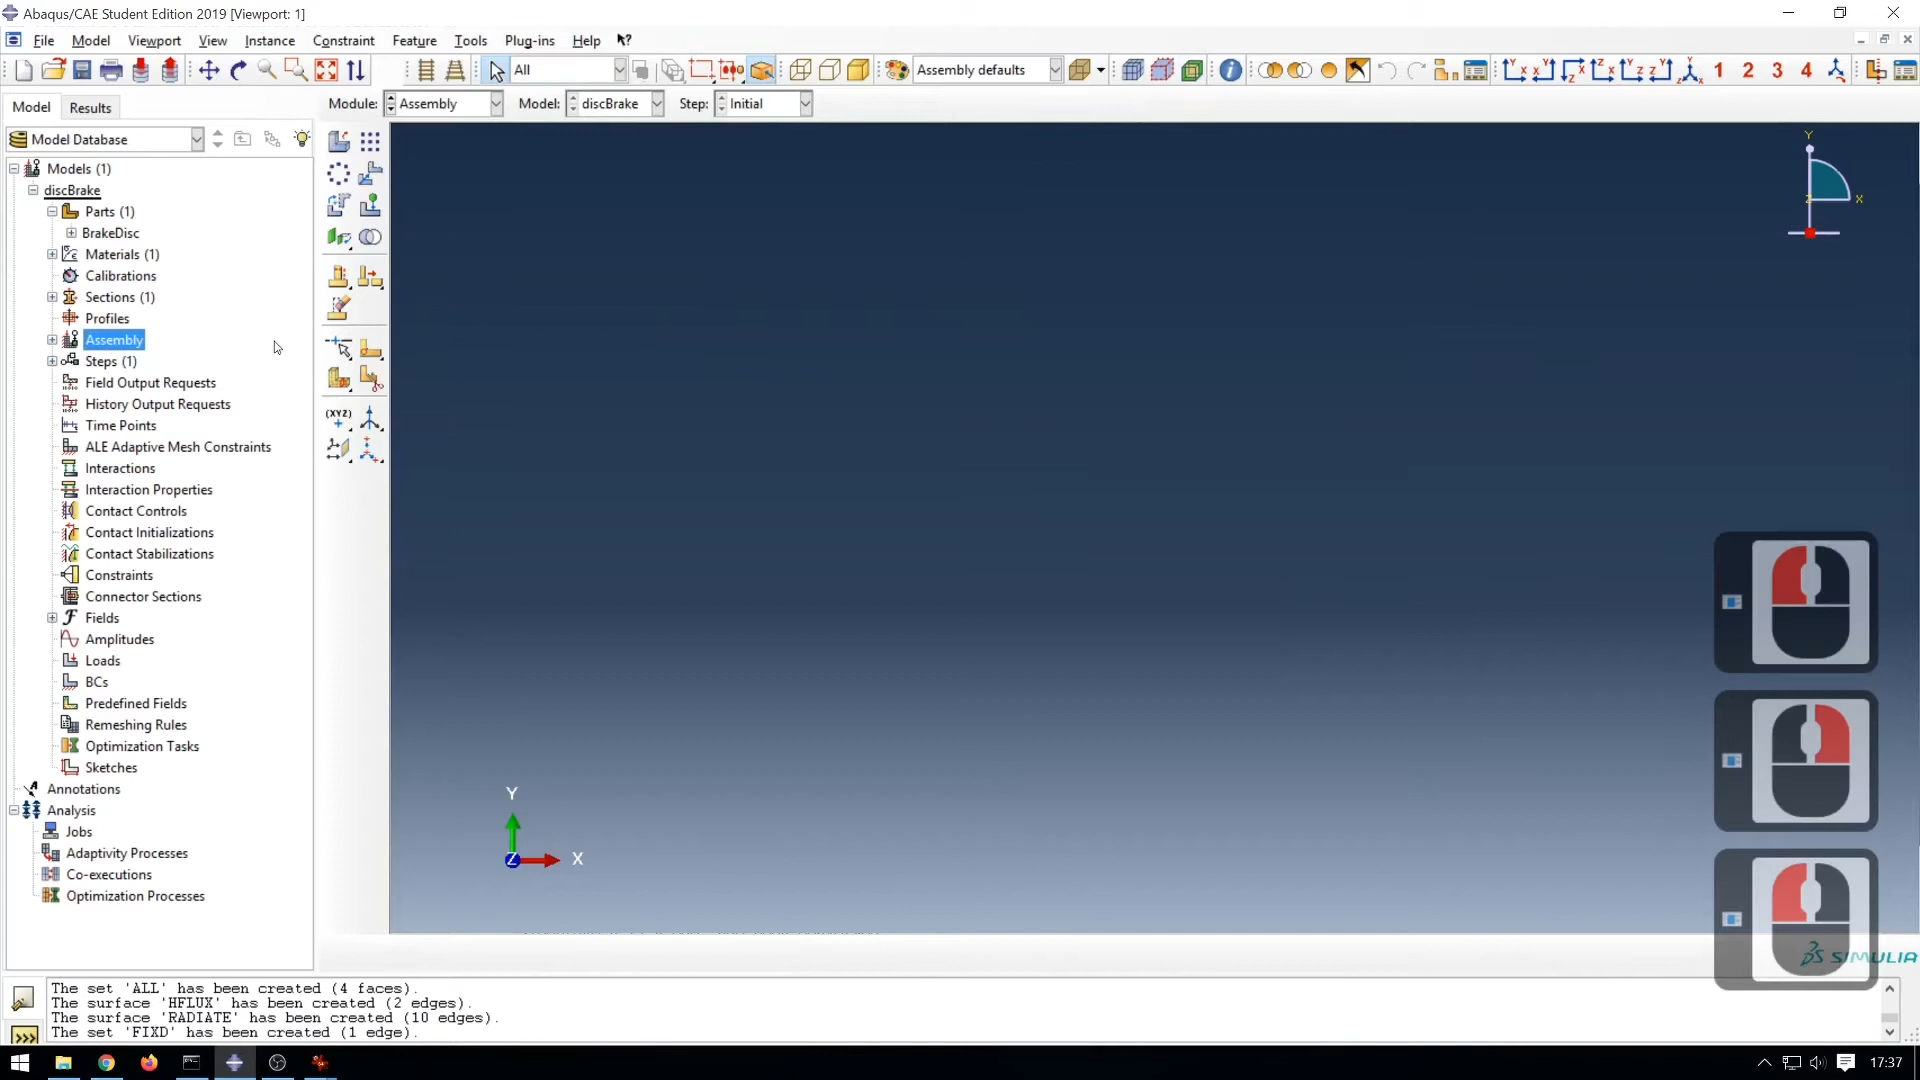 Abaqus/CAE Student Edition 2019 [Viewport: 1]
File Model Viewport View Instance Constraint Feature Tools Plug-ins Help
All
Assembly defaults
1 2 3 4
Model Results
Module: Assembly Model: discBrake Step: Initial
Model Database
Models (1)
discBrake
Parts (1)
BrakeDisc
Materials (1)
Calibrations
Sections (1)
Profiles
Assembly
Steps (1)
Field Output Requests
History Output Requests
Time Points
ALE Adaptive Mesh Constraints
Interactions
Interaction Properties
Contact Controls
Contact Initializations
Contact Stabilizations
Constraints
Connector Sections
Fields
Amplitudes
Loads
BCs
Predefined Fields
Remeshing Rules
Optimization Tasks
Sketches
Annotations
Analysis
Jobs
Adaptivity Processes
Co-executions
Optimization Processes
(XYZ)
Y
X
Z
Y
Z
X
SIMULIA
The set 'ALL' has been created (4 faces).
The surface 'HFLUX' has been created (2 edges).
The surface 'RADIATE' has been created (10 edges).
The set 'FIXD' has been created (1 edge).
>>>
17:37